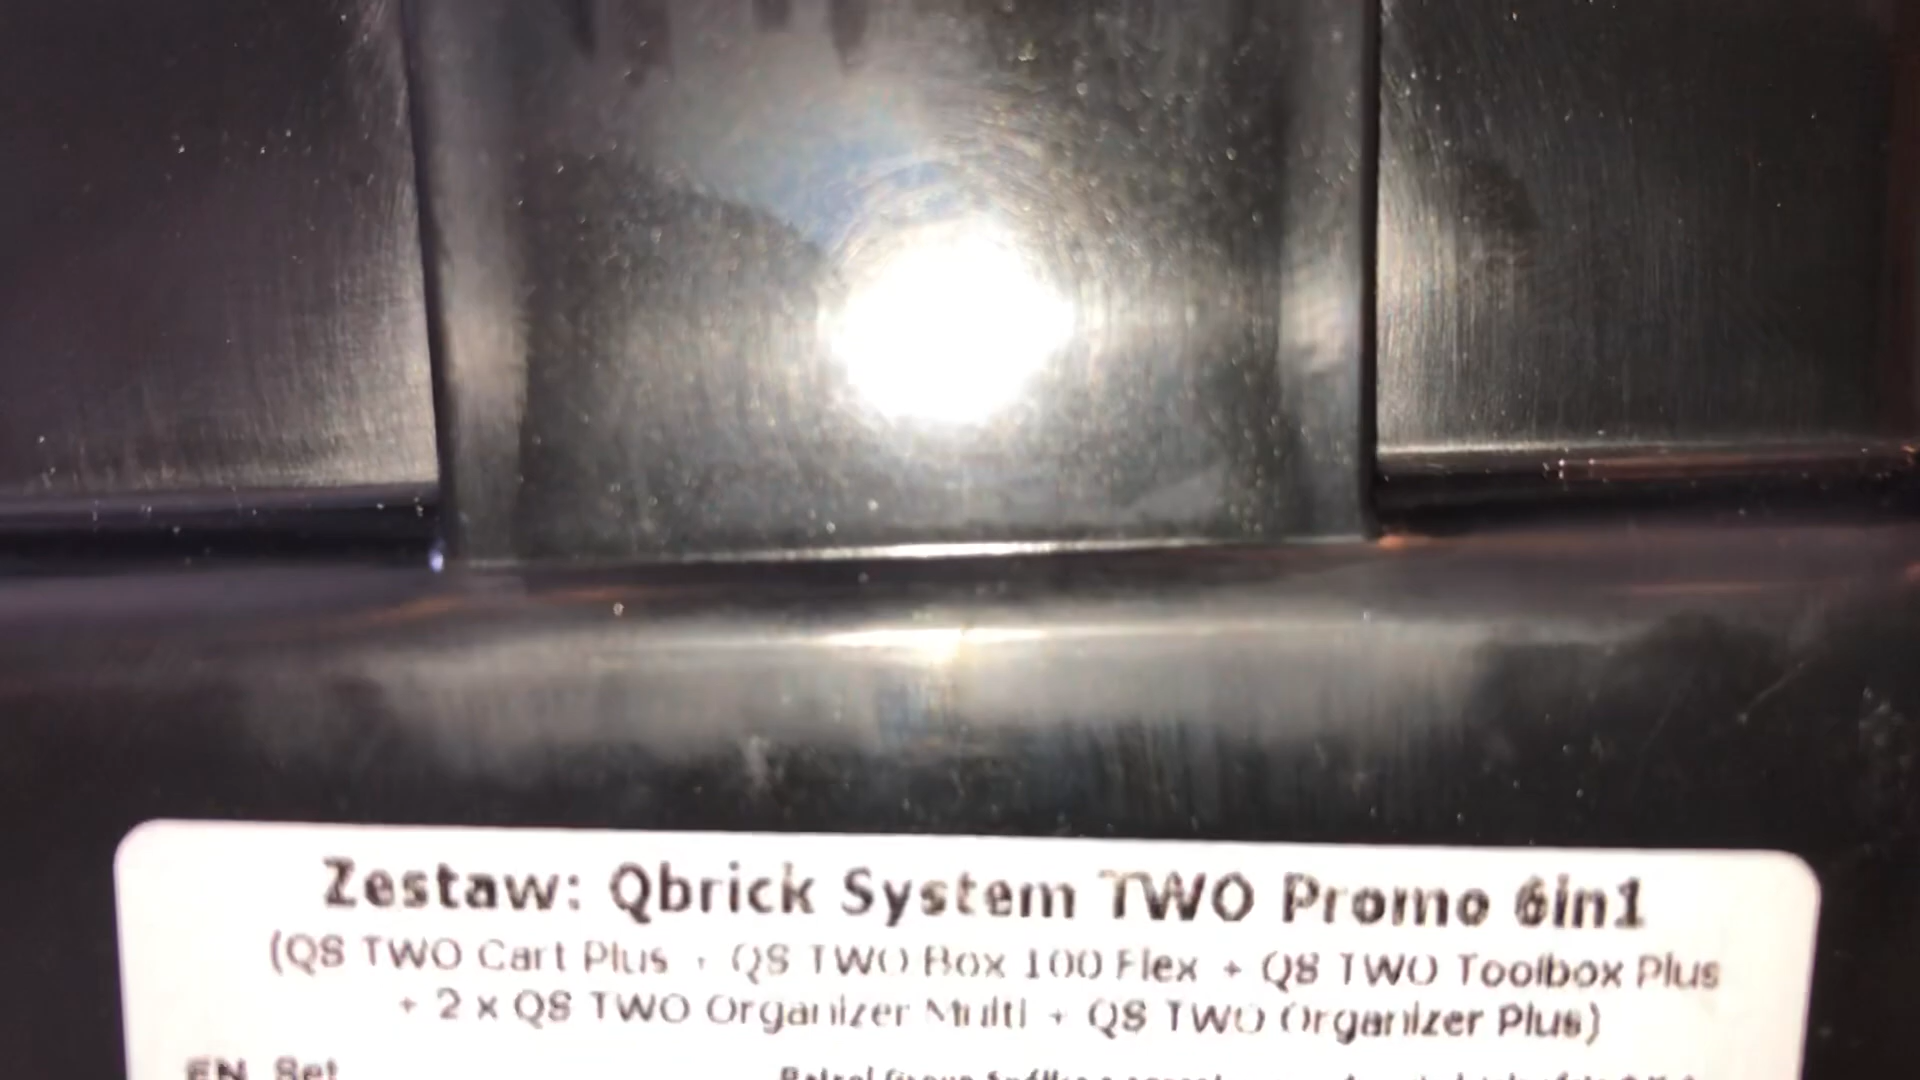 Zestaw: Qbrick System TWO Promo 6in1
(QS TWO Cart Plus + QS TWO Box 100 Flex + QS TWO Toolbox Plus
+ 2 x QS TWO Organizer Multi + QS TWO Organizer Plus)
EN Set